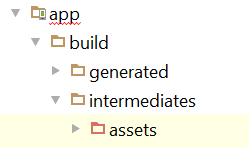 app
build
generated
intermediates
assets